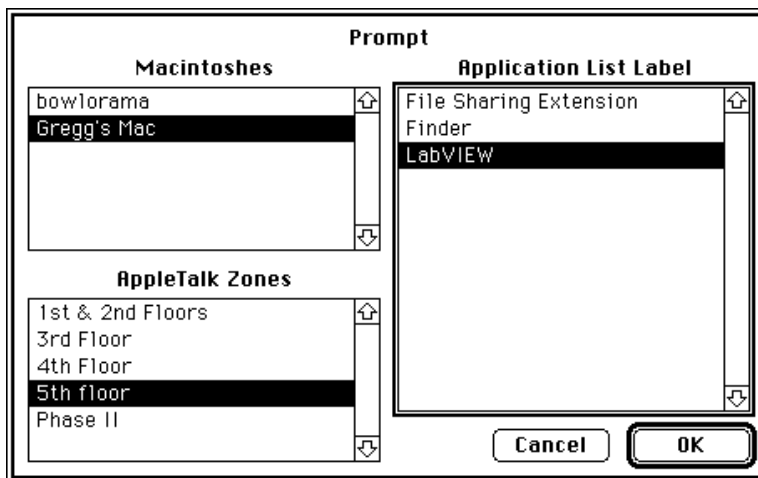 Prompt
Macintoshes
bowlorama
Gregg's Mac
AppleTalk Zones
1st & 2nd Floors
3rd Floor
4th Floor
5th floor
Phase II
Application List Label
File Sharing Extension
Finder
LabVIEW
Cancel
OK